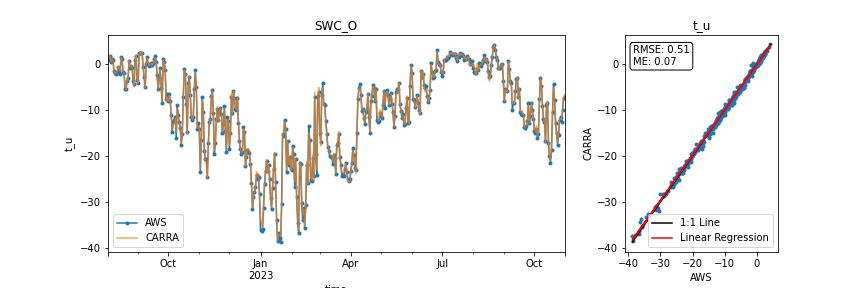 SWC_O
t_u
0
−10
−20
−30
−40
t_u
AWS
CARRA
Oct
Jan
2023
Apr
Jul
Oct
t_u
RMSE: 0.51
ME: 0.07
0
−10
−20
−30
−40
CARRA
1:1 Line
Linear Regression
−40
−30
−20
−10
0
AWS